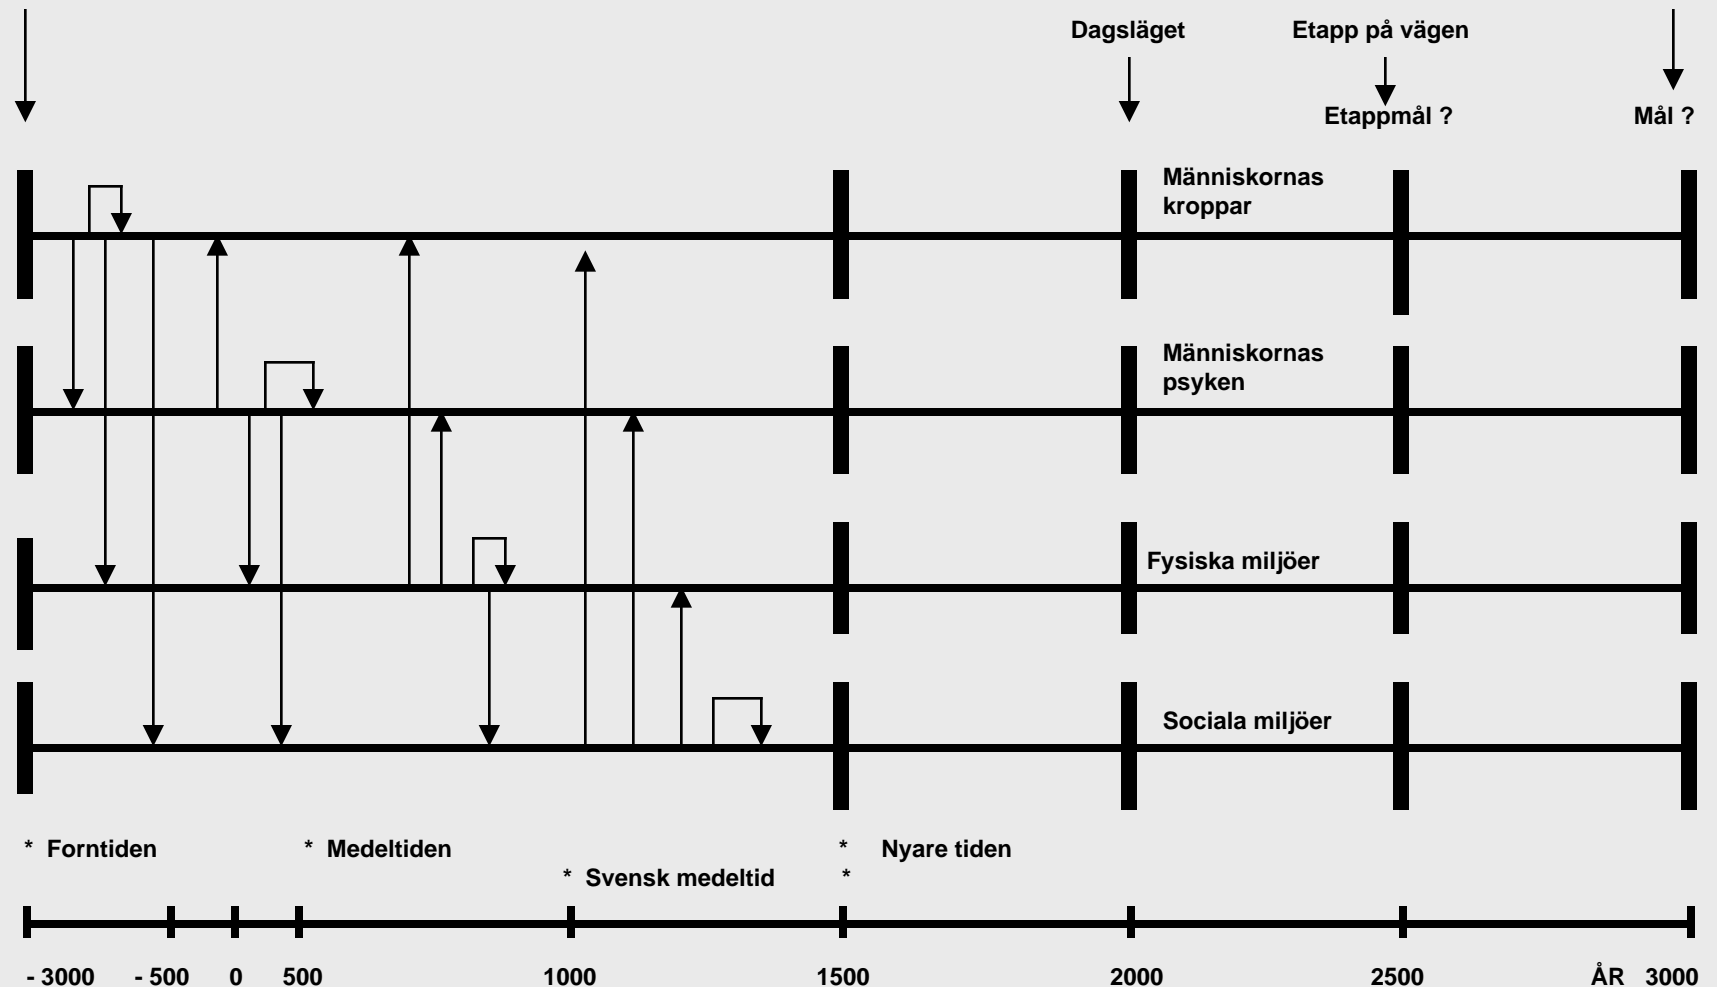 Dagsläget
Etapp på vägen
Etappmål ?
Mål ?
Människornas
kroppar
Människornas
psyken
Fysiska miljöer
Sociala miljöer
* Forntiden
* Medeltiden
* Nyare tiden
* Svensk medeltid *
- 3000 - 500 0 500 1000 1500 2000 2500 ÅR 3000